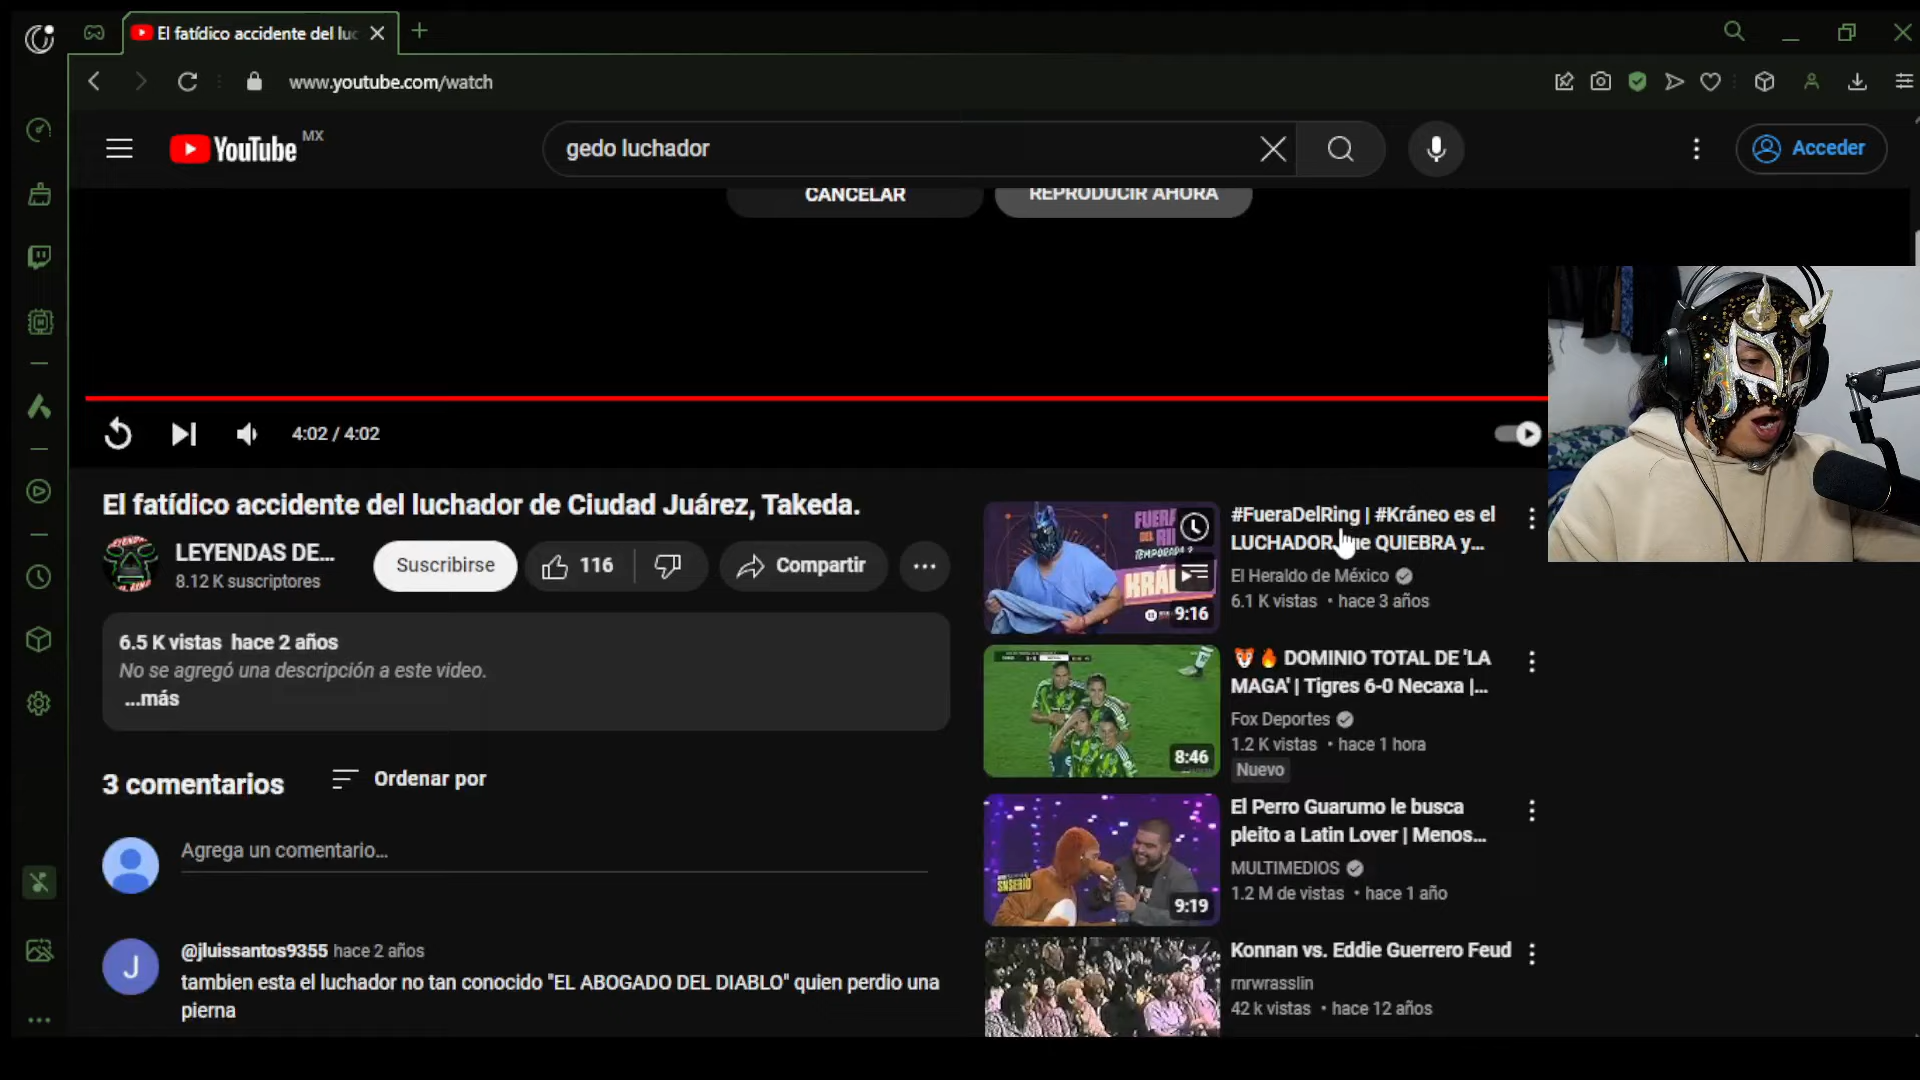 El fatídico accidente del luc
www.youtube.com/watch
YouTube MX
gedo luchador
Acceder
CANCELAR
REPRODUCIR AHORA
4:02 / 4:02
El fatídico accidente del luchador de Ciudad Juárez, Takeda.
LEYENDAS DE...
8.12 K suscriptores
Suscribirse
116
Compartir
6.5 K vistas hace 2 años
No se agregó una descripción a este video.
...más
3 comentarios
Ordenar por
Agrega un comentario...
J
@jluissantos9355 hace 2 años
tambien esta el luchador no tan conocido "EL ABOGADO DEL DIABLO" quien perdio una
pierna
TEMPORADA
9:16
#FueraDelRing | #Kráneo es el
LUCHADOR que QUIEBRA y...
El Heraldo de México
6.1 K vistas • hace 3 años
8:46
🐯🔥 DOMINIO TOTAL DE 'LA
MAGA' | Tigres 6-0 Necaxa |...
Fox Deportes
1.2 K vistas • hace 1 hora
Nuevo
SNSERIO
9:19
El Perro Guarumo le busca
pleito a Latin Lover | Menos...
MULTIMEDIOS
1.2 M de vistas • hace 1 año
Konnan vs. Eddie Guerrero Feud
rnrwrasslin
42 k vistas • hace 12 años